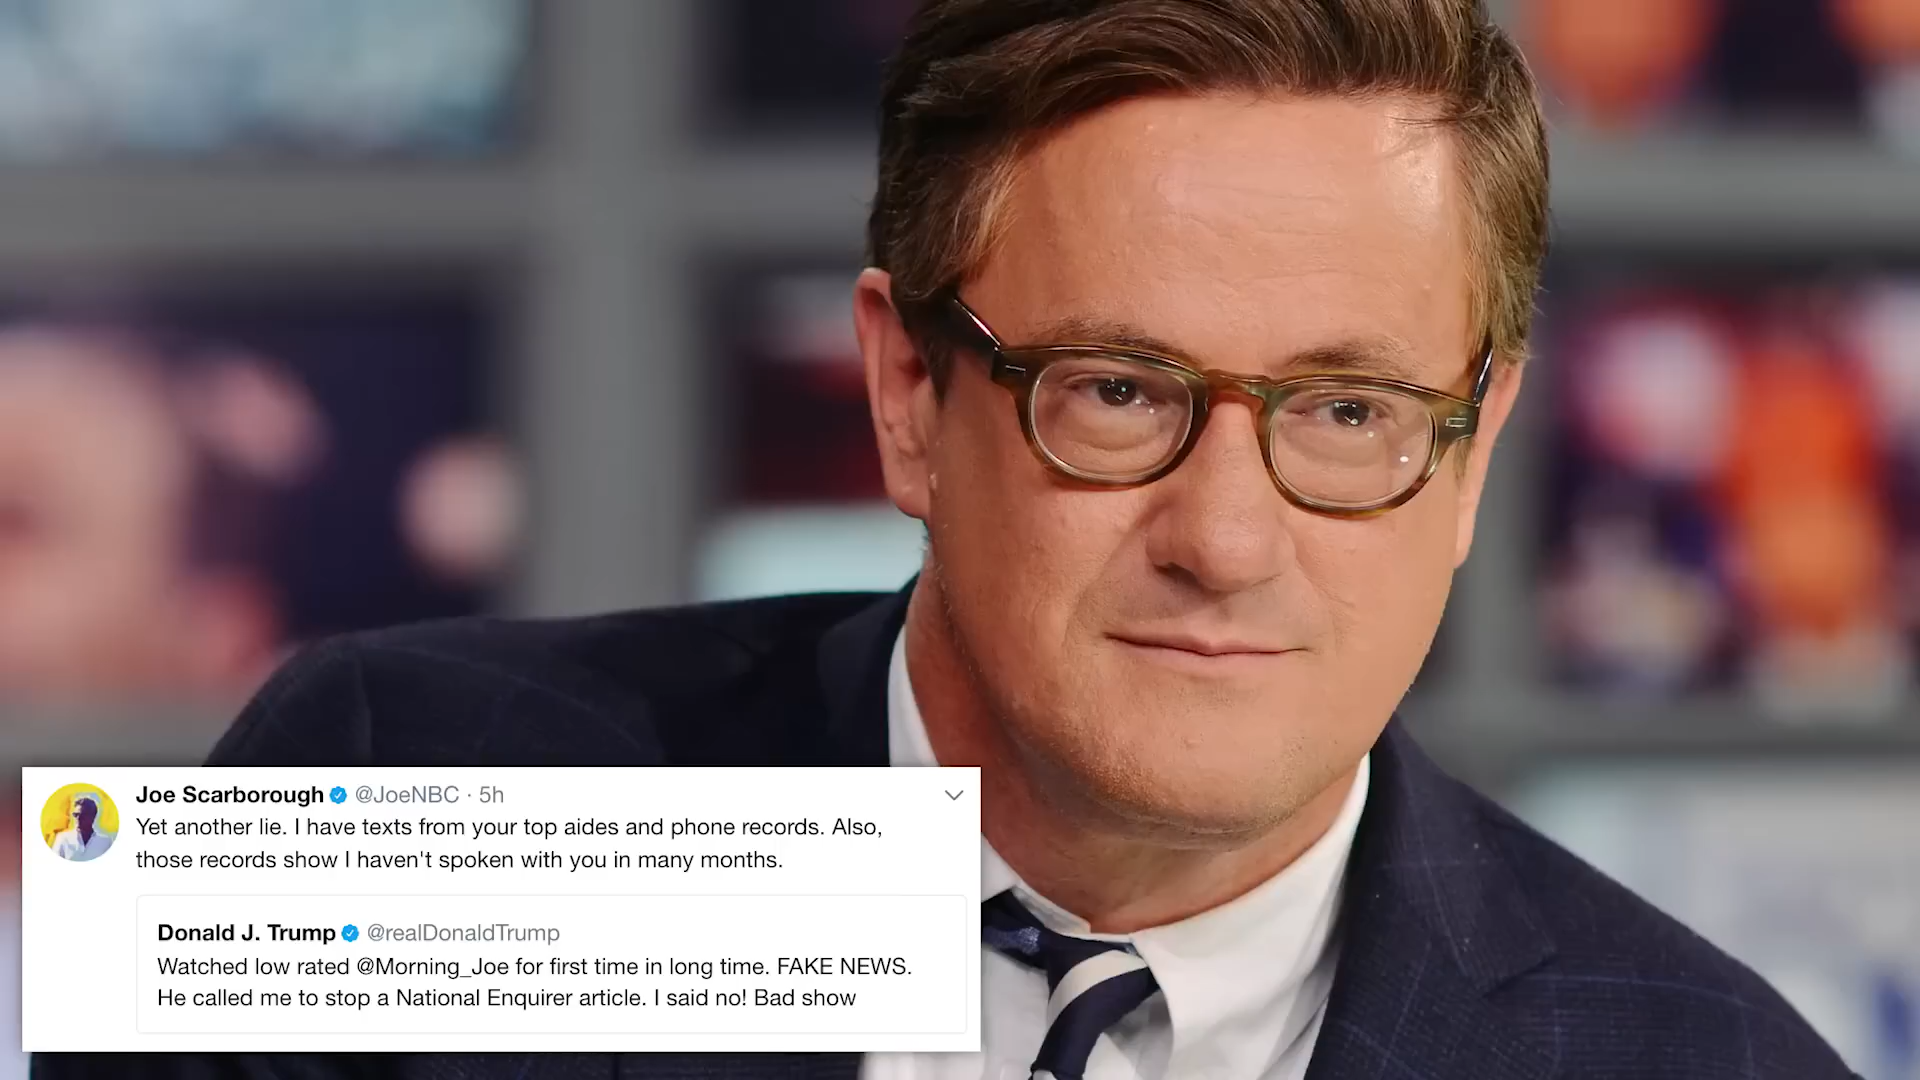 Joe Scarborough @JoeNBC · 5h
Yet another lie. I have texts from your top aides and phone records. Also,
those records show I haven't spoken with you in many months.
Donald J. Trump @realDonaldTrump
Watched low rated @Morning_Joe for first time in long time. FAKE NEWS.
He called me to stop a National Enquirer article. I said no! Bad show